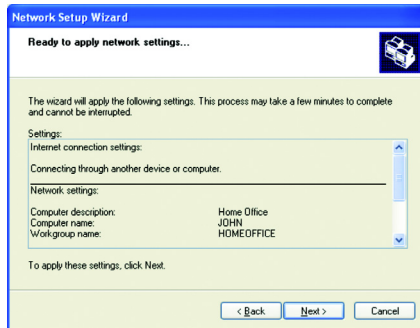 Network Setup Wizard
Ready to apply network settings...
The wizard will apply the following settings. This process may take a few minutes to complete
and cannot be interrupted.
Settings:
Internet connection settings:
Connecting through another device or computer.
Network settings:
Computer description: Home Office
Computer name: JOHN
Workgroup name: HOMEOFFICE
To apply these settings, click Next.
< Back Next > Cancel